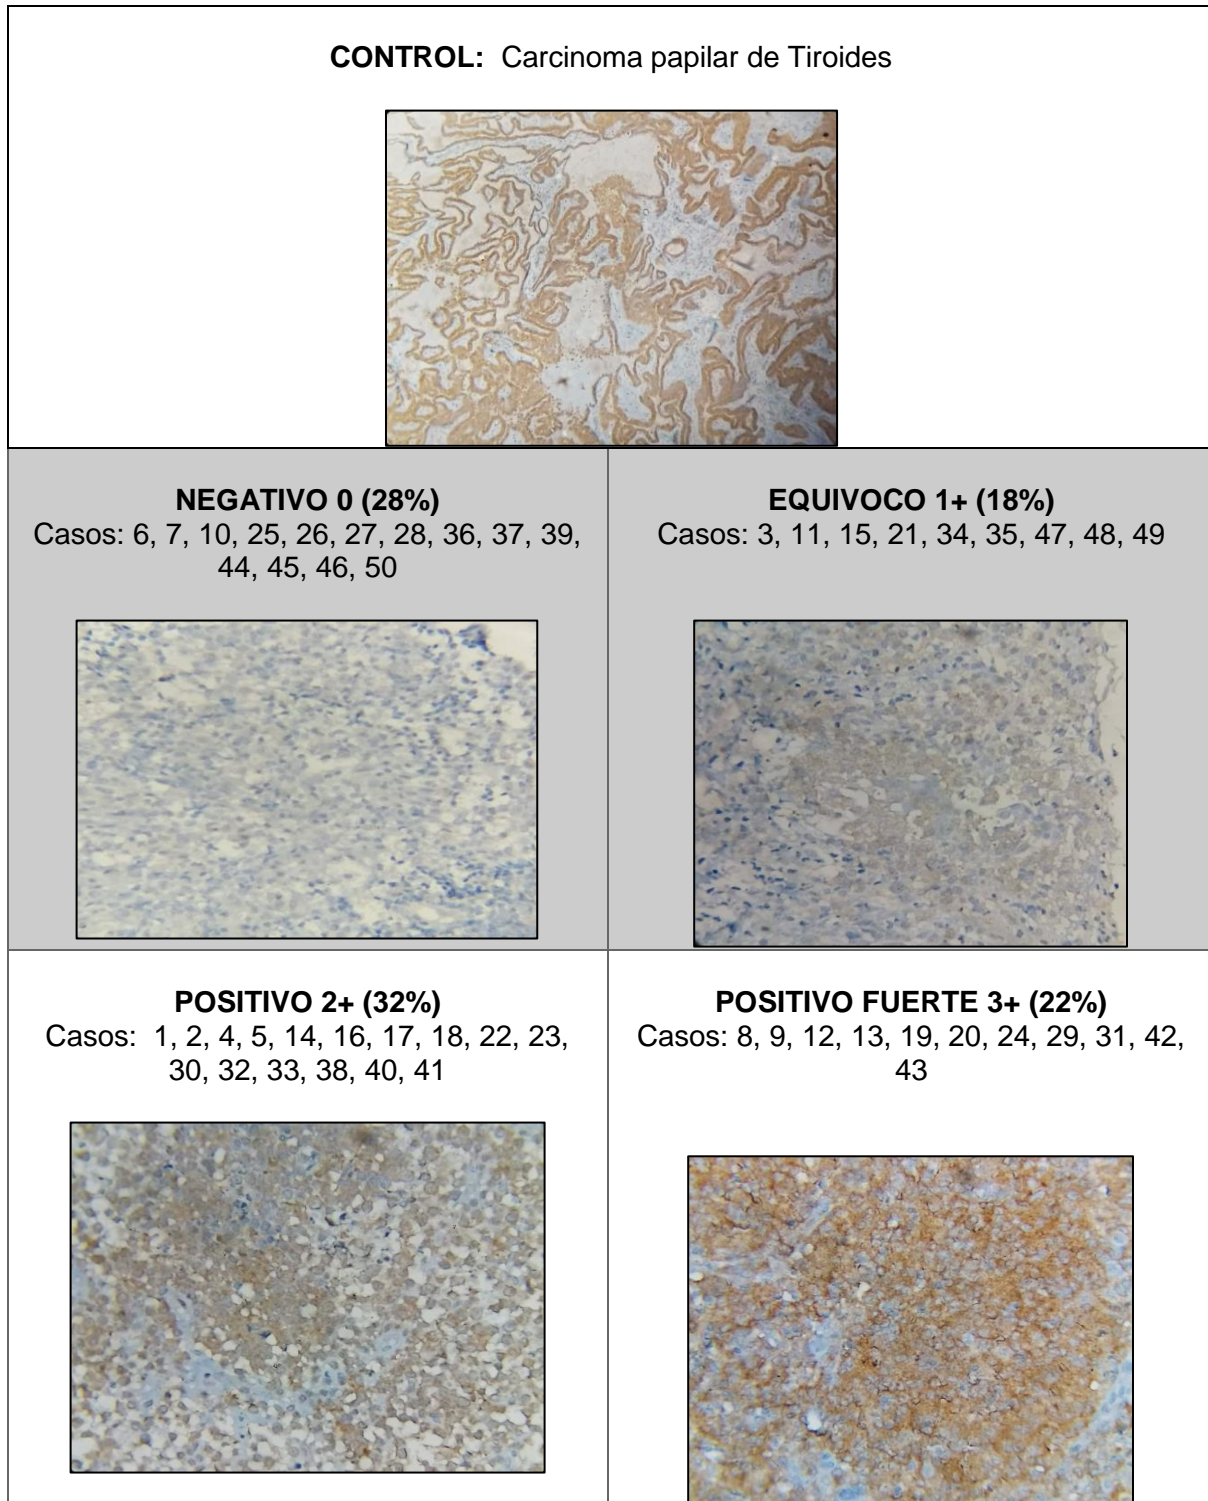 CONTROL: Carcinoma papilar de Tiroides
NEGATIVO 0 (28%)
Casos: 6, 7, 10, 25, 26, 27, 28, 36, 37, 39,
44, 45, 46, 50
EQUIVOCO 1+ (18%)
Casos: 3, 11, 15, 21, 34, 35, 47, 48, 49
POSITIVO 2+ (32%)
Casos: 1, 2, 4, 5, 14, 16, 17, 18, 22, 23,
30, 32, 33, 38, 40, 41
POSITIVO FUERTE 3+ (22%)
Casos: 8, 9, 12, 13, 19, 20, 24, 29, 31, 42,
43